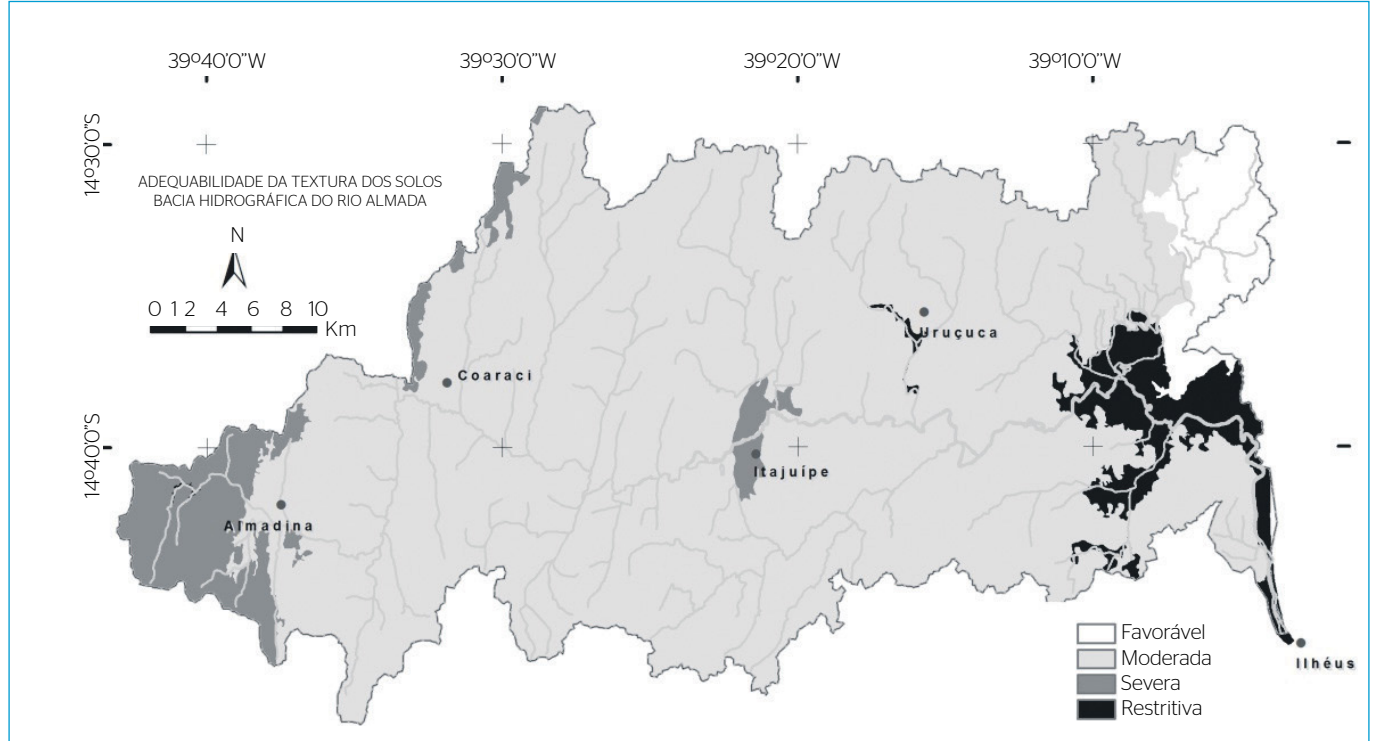 39º40'0"W
39º30'0"W
39º20'0"W
39º10'0"W
14º30'0"S
ADEQUABILIDADE DA TEXTURA DOS SOLOS
BACIA HIDROGRÁFICA DO RIO ALMADA
N
0 1 2 4 6 8 10
Km
Uruçuca
Coaraci
14º40'0"S
Itajuípe
Almadina
Favorável
Moderada
Severa
Restritiva
Ilhéus